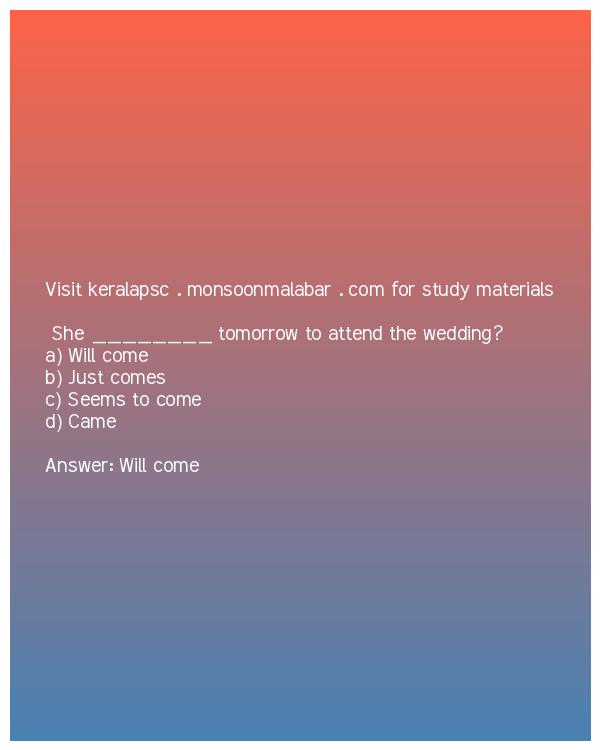 Visit keralapsc . monsoonmalabar . com for study materials
She ________ tomorrow to attend the wedding?
a) Will come
b) Just comes
c) Seems to come
d) Came
Answer: Will come